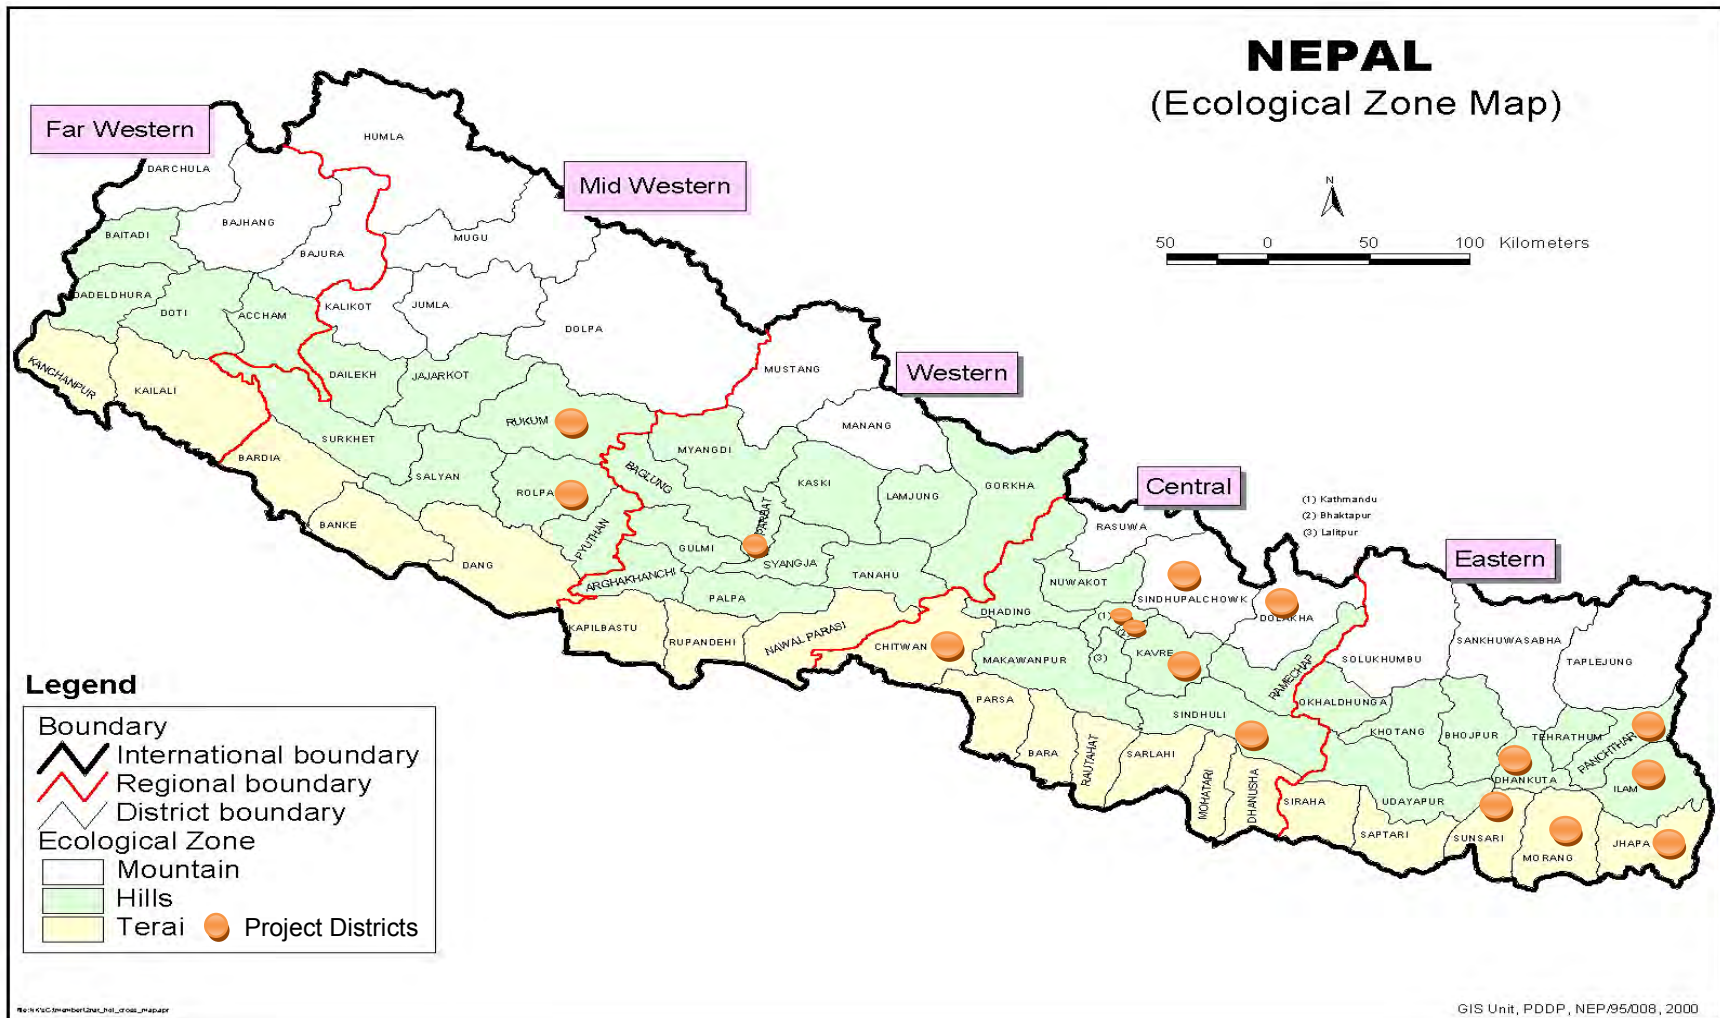 NEPAL
(Ecological Zone Map)
Far Western
Mid Western
Western
Central
Eastern
N
50 0 50 100 Kilometers
HUMLA
DARCHULA
BAJHANG
BAITADI
BAJURA
MUGU
DADELDHURA
DOTI
ACCHAM
KALIKOT
JUMLA
DOLPA
KANCHANPUR
KAILALI
DAILEKH
JAJARKOT
MUSTANG
RUKUM
MANANG
SURKHET
BARDIA
SALYAN
ROLPA
MYANGDI
BAGLUNG
KASKI
LAMJUNG
GORKHA
PARBAT
BANKE
PYUTHAN
DANG
GULMI
SYANGJA
TANAHU
ARGHAKHANCHI
PALPA
KAPILBASTU
RUPANDEHI
NAWAL PARASI
CHITWAN
RASUWA
(1) Kathmandu
(2) Bhaktapur
(3) Lalitpur
NUWAKOT
SINDHUPALCHOWK
DHADING
DOLAKHA
(1)
(3)
KAVRE
MAKAWANPUR
RAMECHAP
SOLUKHUMBU
SANKHUWASABHA
TAPLEJUNG
PARSA
SINDHULI
OKHALDHUNGA
KHOTANG
BHOJPUR
TEHRATHUM
PANCHTHAR
BARA
RAUTAHAT
SARLAHI
MOHATARI
DHANUSHA
SIRAHA
UDAYAPUR
DHANKUTA
ILAM
SAPTARI
SUNSARI
MORANG
JHAPA
Legend
Boundary
International boundary
Regional boundary
District boundary
Ecological Zone
Mountain
Hills
Terai
Project Districts
GIS Unit, PDDP, NEP/95/008, 2000